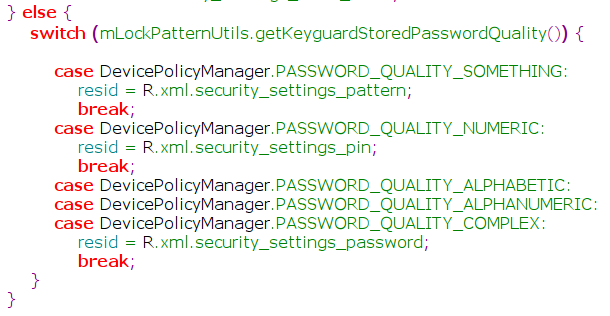 } else {
switch (mLockPatternUtils.getKeyguardStoredPasswordQuality()) {
case DevicePolicyManager.PASSWORD_QUALITY_SOMETHING:
resid = R.xml.security_settings_pattern;
break;
case DevicePolicyManager.PASSWORD_QUALITY_NUMERIC:
resid = R.xml.security_settings_pin;
break;
case DevicePolicyManager.PASSWORD_QUALITY_ALPHABETIC:
case DevicePolicyManager.PASSWORD_QUALITY_ALPHANUMERIC:
case DevicePolicyManager.PASSWORD_QUALITY_COMPLEX:
resid = R.xml.security_settings_password;
break;
}
}